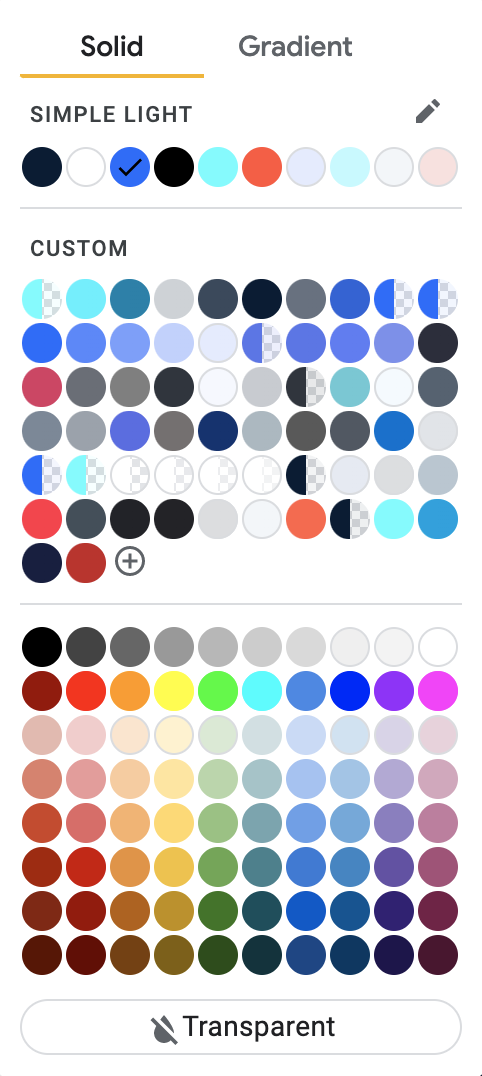 Solid
Gradient
SIMPLE LIGHT
CUSTOM
Transparent